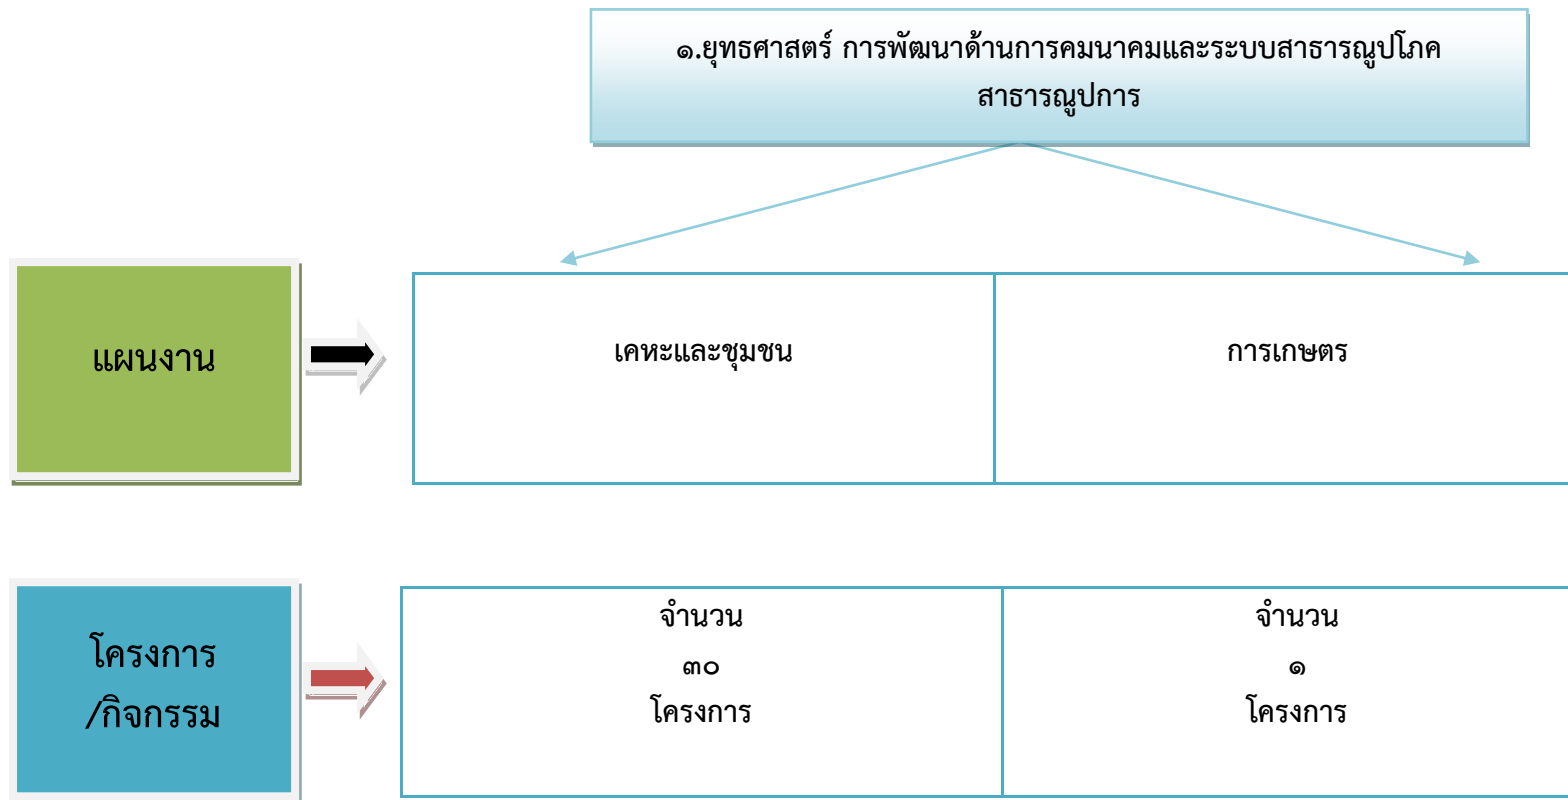 ๑.ยุทธศาสตร์ การพัฒนาด้านการคมนาคมและระบบสาธารณูปโภค
สาธารณูปการ
แผนงาน
เคหะและชุมชน
การเกษตร
โครงการ
/กิจกรรม
จำนวน
๓๐
โครงการ
จำนวน
๑
โครงการ